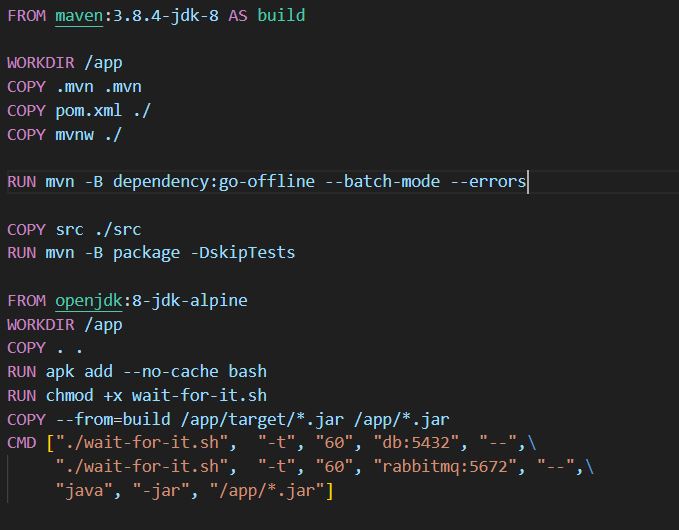 FROM maven:3.8.4-jdk-8 AS build
WORKDIR /app
COPY .mvn .mvn
COPY pom.xml ./
COPY mvnw ./
RUN mvn -B dependency:go-offline --batch-mode --errors
COPY src ./src
RUN mvn -B package -DskipTests
FROM openjdk:8-jdk-alpine
WORKDIR /app
COPY . .
RUN apk add --no-cache bash
RUN chmod +x wait-for-it.sh
COPY --from=build /app/target/*.jar /app/*.jar
CMD ["./wait-for-it.sh",  "-t", "60", "db:5432", "--",\
     "./wait-for-it.sh",  "-t", "60", "rabbitmq:5672", "--",\
     "java", "-jar", "/app/*.jar"]